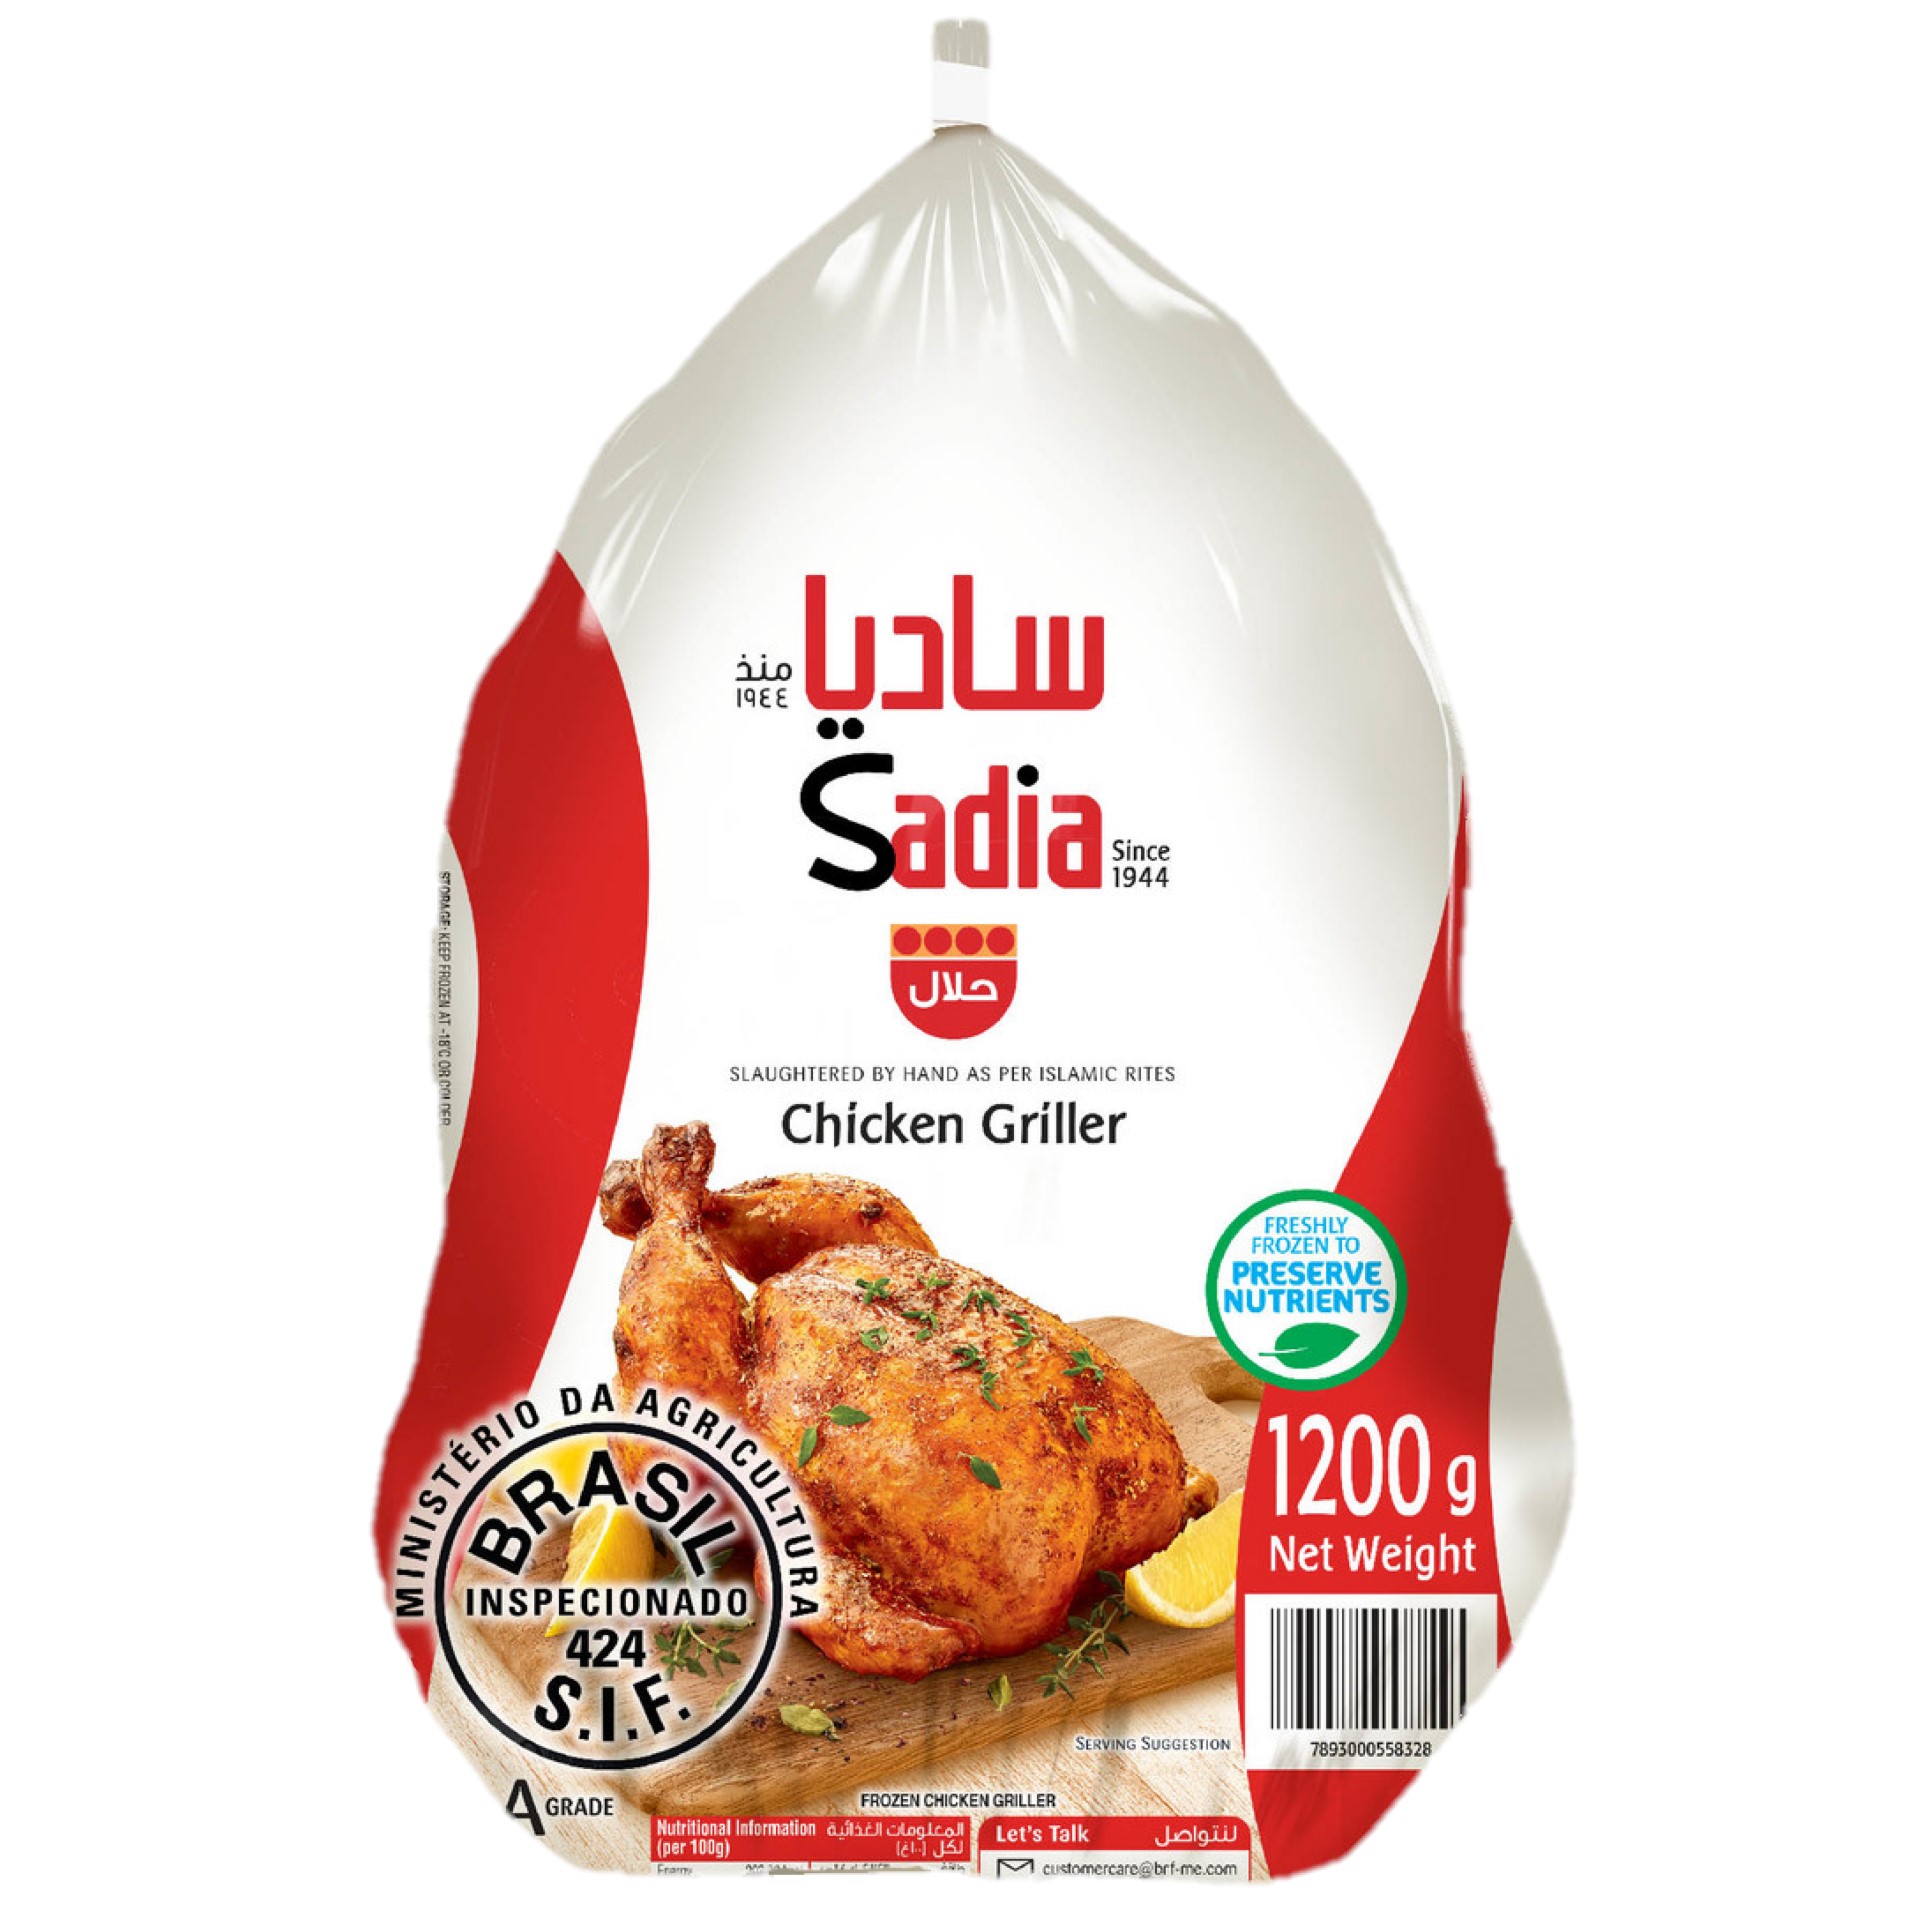 ساديا
منذ
١٩٤٤
Sadia
Since
1944
حلال
SLAUGHTERED BY HAND AS PER ISLAMIC RITES
Chicken Griller
STORAGE: KEEP FROZEN AT -18°C OR COLDER
FRESHLY
FROZEN TO
PRESERVE
NUTRIENTS
1200 g
Net Weight
MINISTÉRIO DA AGRICULTURA
BRASIL
INSPECIONADO
424
S.I.F.
7893000558328
SERVING SUGGESTION
A GRADE
FROZEN CHICKEN GRILLER
Nutritional Information المعلومات الغذائية
(per 100g) لكل (١٠٠غ)
Energy
Let's Talk لنتواصل
customercare@brf-me.com